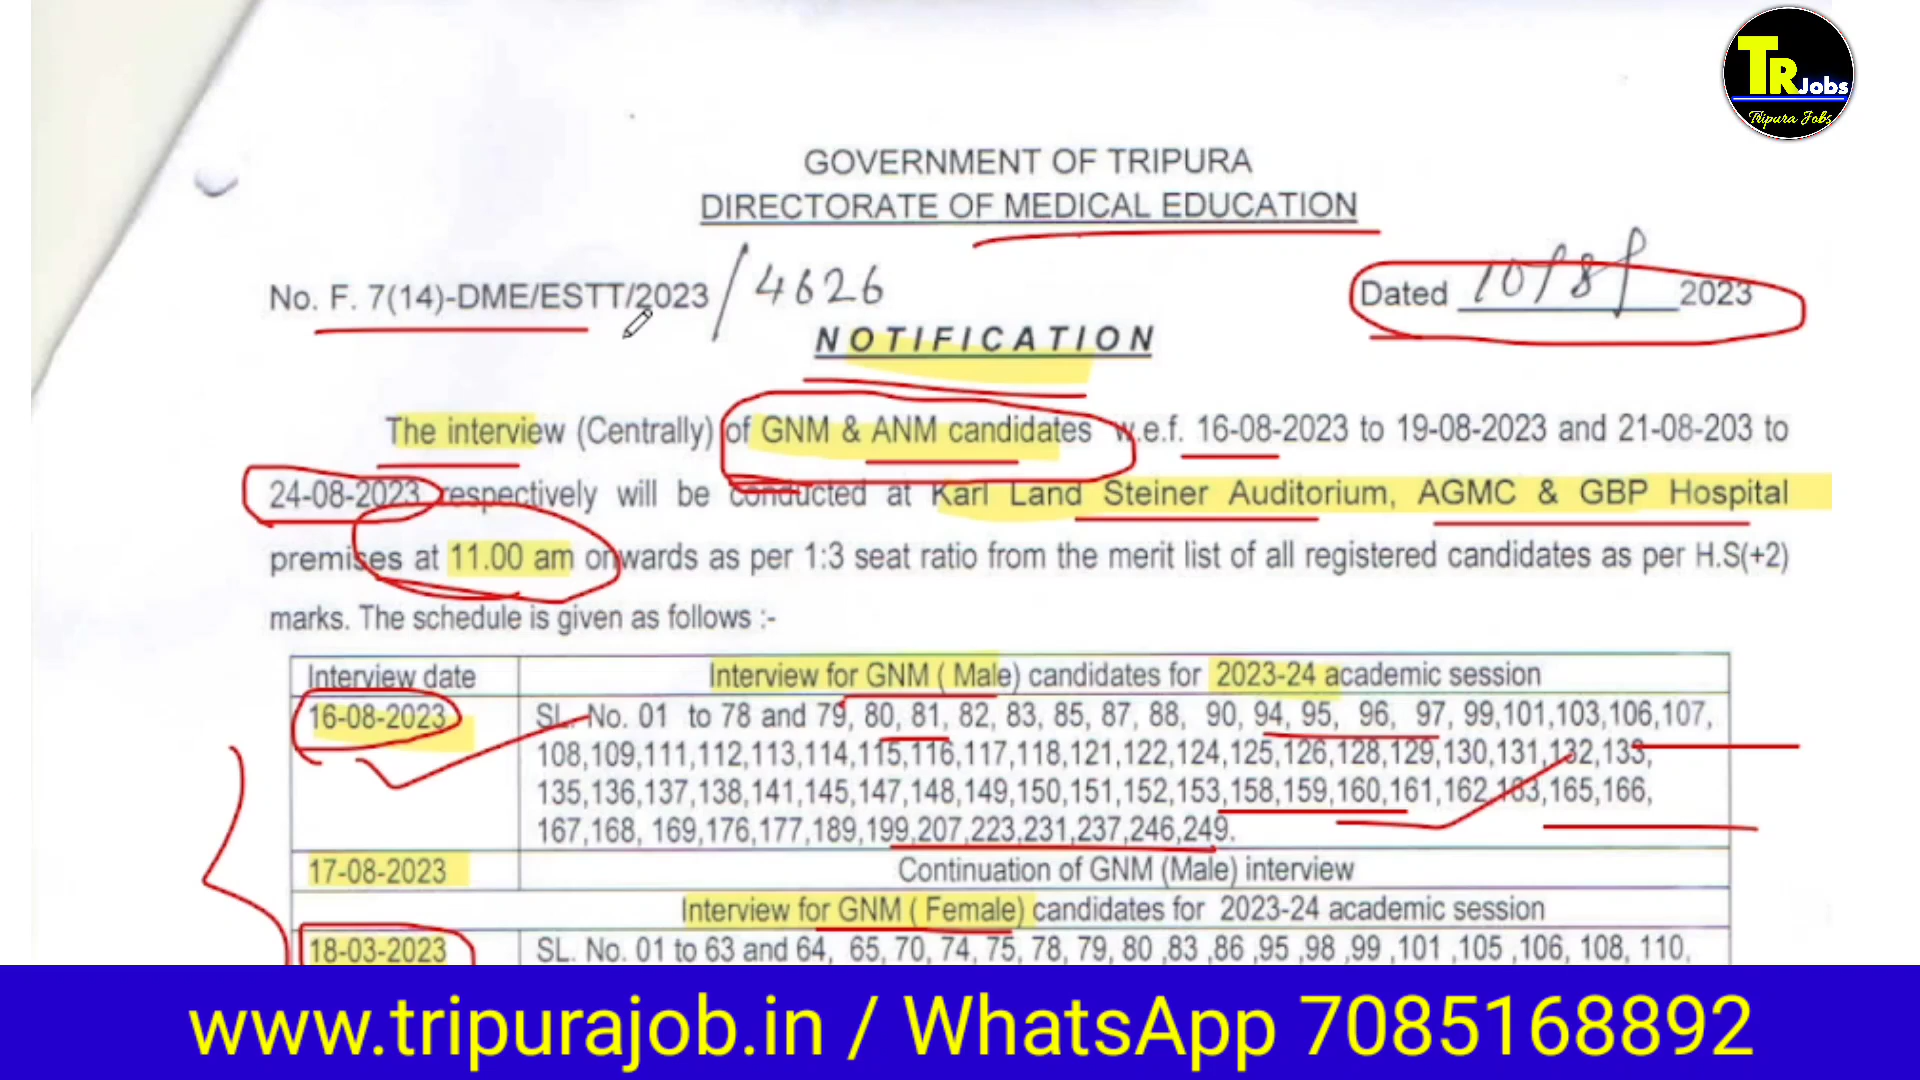 TRJobs
Tripura Jobs
GOVERNMENT OF TRIPURA
DIRECTORATE OF MEDICAL EDUCATION
No. F. 7(14)-DME/ESTT/2023/4626
Dated 10/8/ 2023
NOTIFICATION
The interview (Centrally) of GNM & ANM candidates w.e.f. 16-08-2023 to 19-08-2023 and 21-08-203 to
24-08-2023 respectively will be conducted at Karl Land Steiner Auditorium, AGMC & GBP Hospital
premises at 11.00 am onwards as per 1:3 seat ratio from the merit list of all registered candidates as per H.S(+2)
marks. The schedule is given as follows :-
Interview date Interview for GNM ( Male) candidates for 2023-24 academic session
16-08-2023 SL. No. 01 to 78 and 79, 80, 81, 82, 83, 85, 87, 88, 90, 94, 95, 96, 97, 99,101,103,106,107,
108,109,111,112,113,114,115,116,117,118,121,122,124,125,126,128,129,130,131,132,133,
135,136,137,138,141,145,147,148,149,150,151,152,153,158,159,160,161,162,163,165,166,
167,168, 169,176,177,189,199,207,223,231,237,246,249.
17-08-2023 Continuation of GNM (Male) interview
Interview for GNM ( Female) candidates for 2023-24 academic session
18-03-2023 SL. No. 01 to 63 and 64, 65,70, 74, 75, 78, 79, 80 ,83 ,86 ,95 ,98 ,99 ,101 ,105 ,106, 108, 110,
www.tripurajob.in / WhatsApp 7085168892